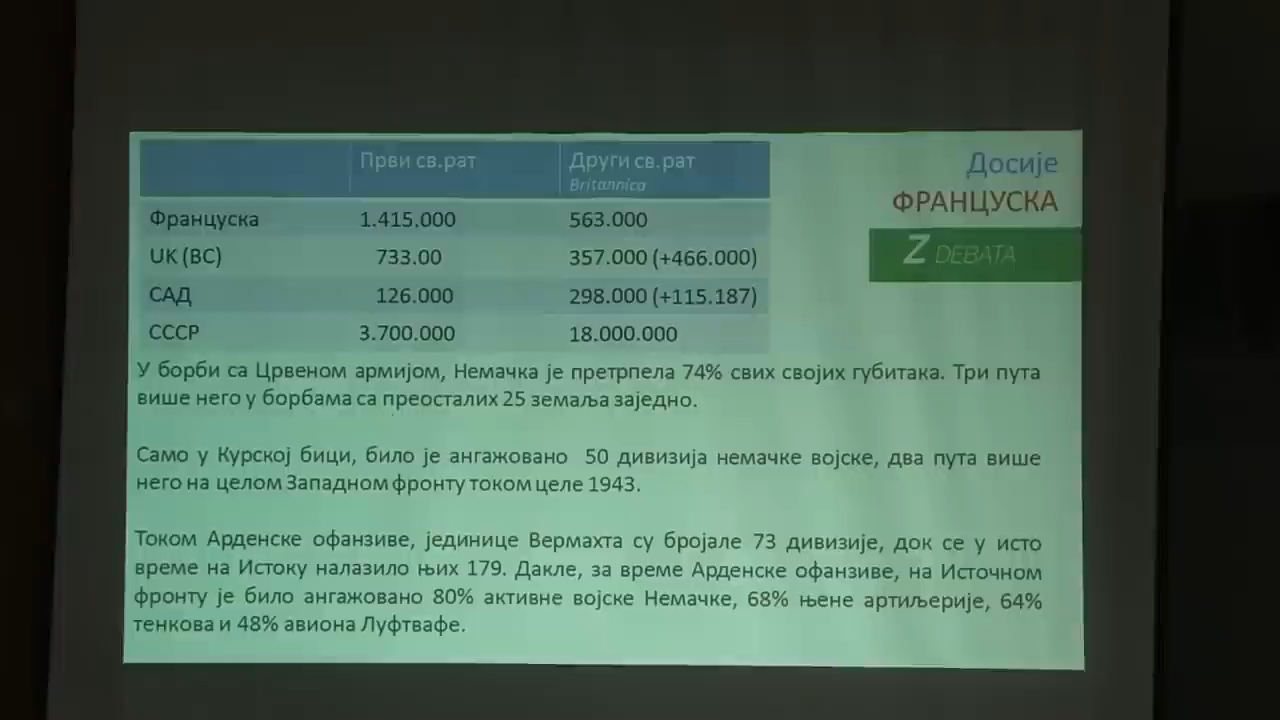 Први св.рат Други св.рат
Britannica
Француска 1.415.000 563.000
UK (BC) 733.00 357.000 (+466.000)
САД 126.000 298.000 (+115.187)
СССР 3.700.000 18.000.000
Досије
ФРАНЦУСКА
Z DEBATA
У борби са Црвеном армијом, Немачка је претрпела 74% свих својих губитака. Три пута
више него у борбама са преосталих 25 земаља заједно.
Само у Курској бици, било је ангажовано 50 дивизија немачке војске, два пута више
него на целом Западном фронту током целе 1943.
Током Арденске офанзиве, јединице Вермахта су бројале 73 дивизије, док се у исто
време на Истоку налазило њих 179. Дакле, за време Арденске офанзиве, на Источном
фронту је било ангажовано 80% активне војске Немачке, 68% њене артиљерије, 64%
тенкова и 48% авиона Луфтвафе.